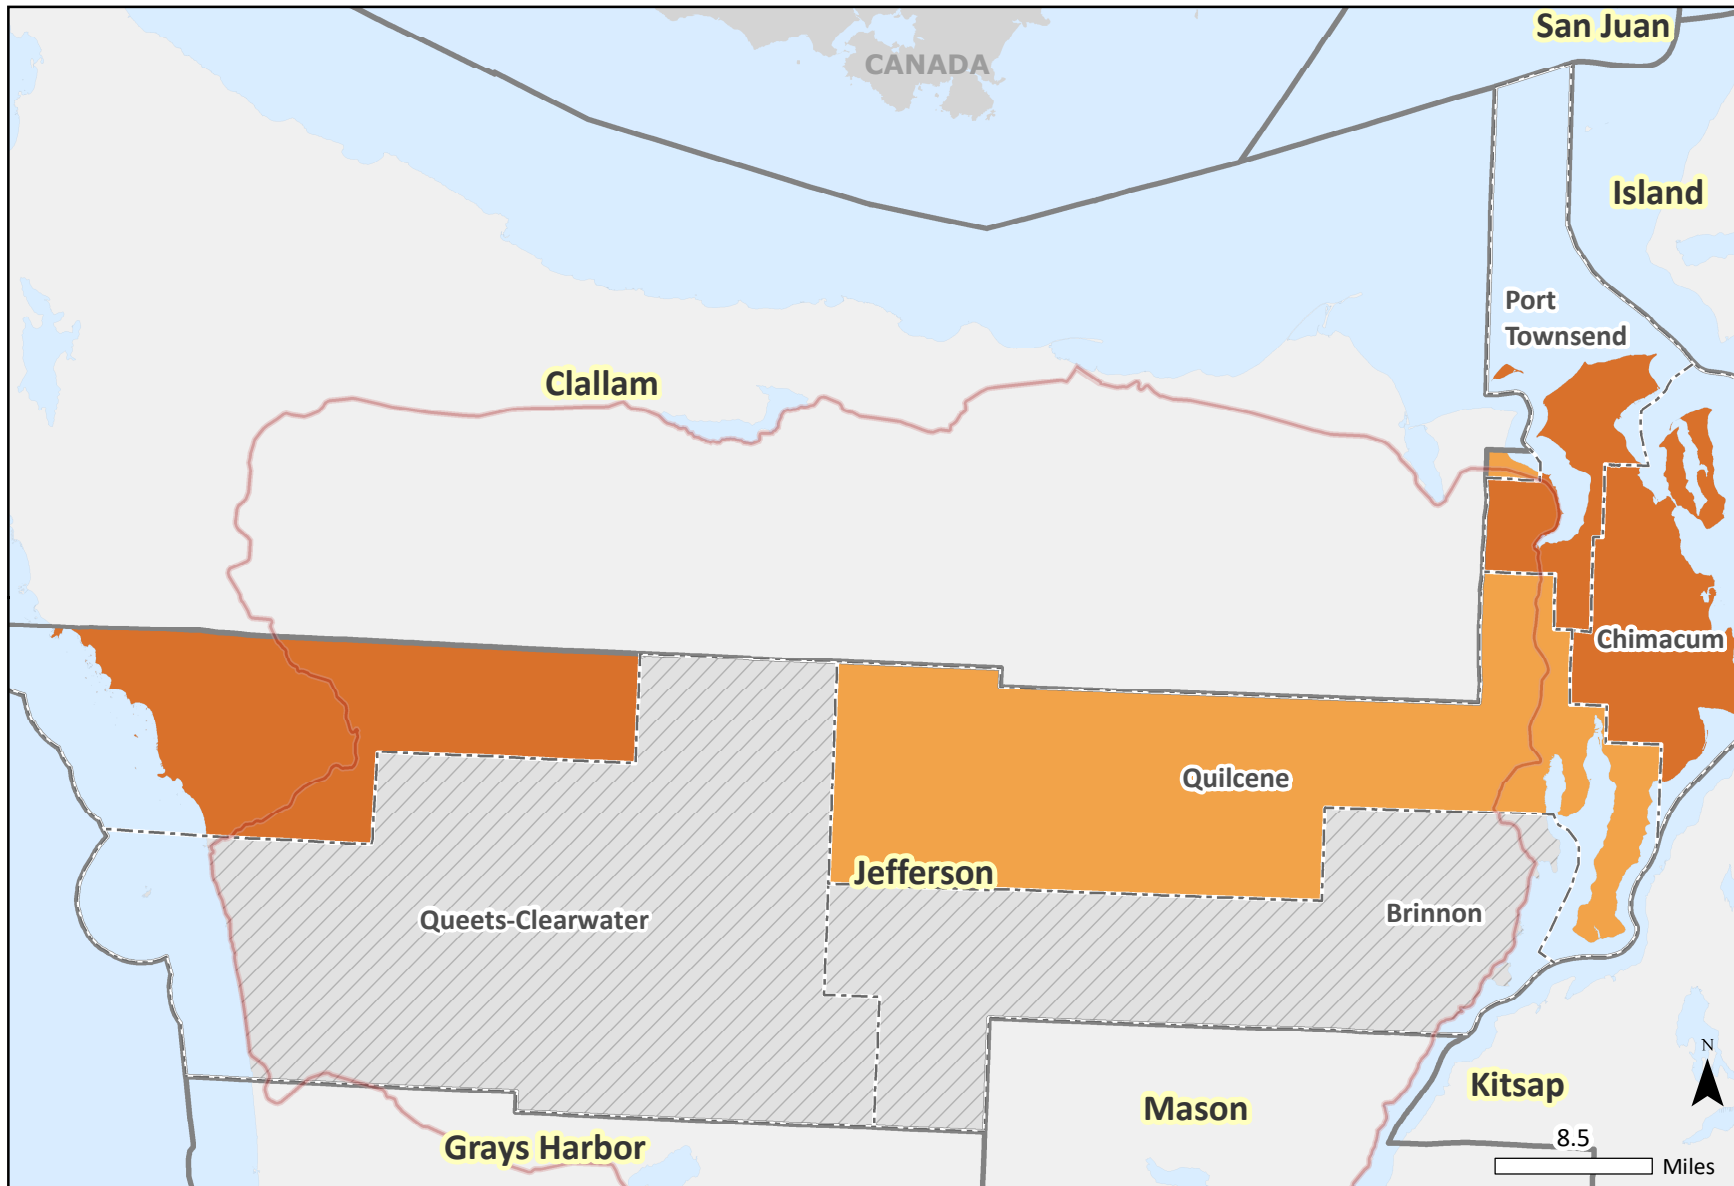 San Juan
CANADA
Island
Port
Townsend
Clallam
Chimacum
Quilcene
Jefferson
Queets-Clearwater
Brinnon
N
Kitsap
Mason
Grays Harbor
8.5
Miles